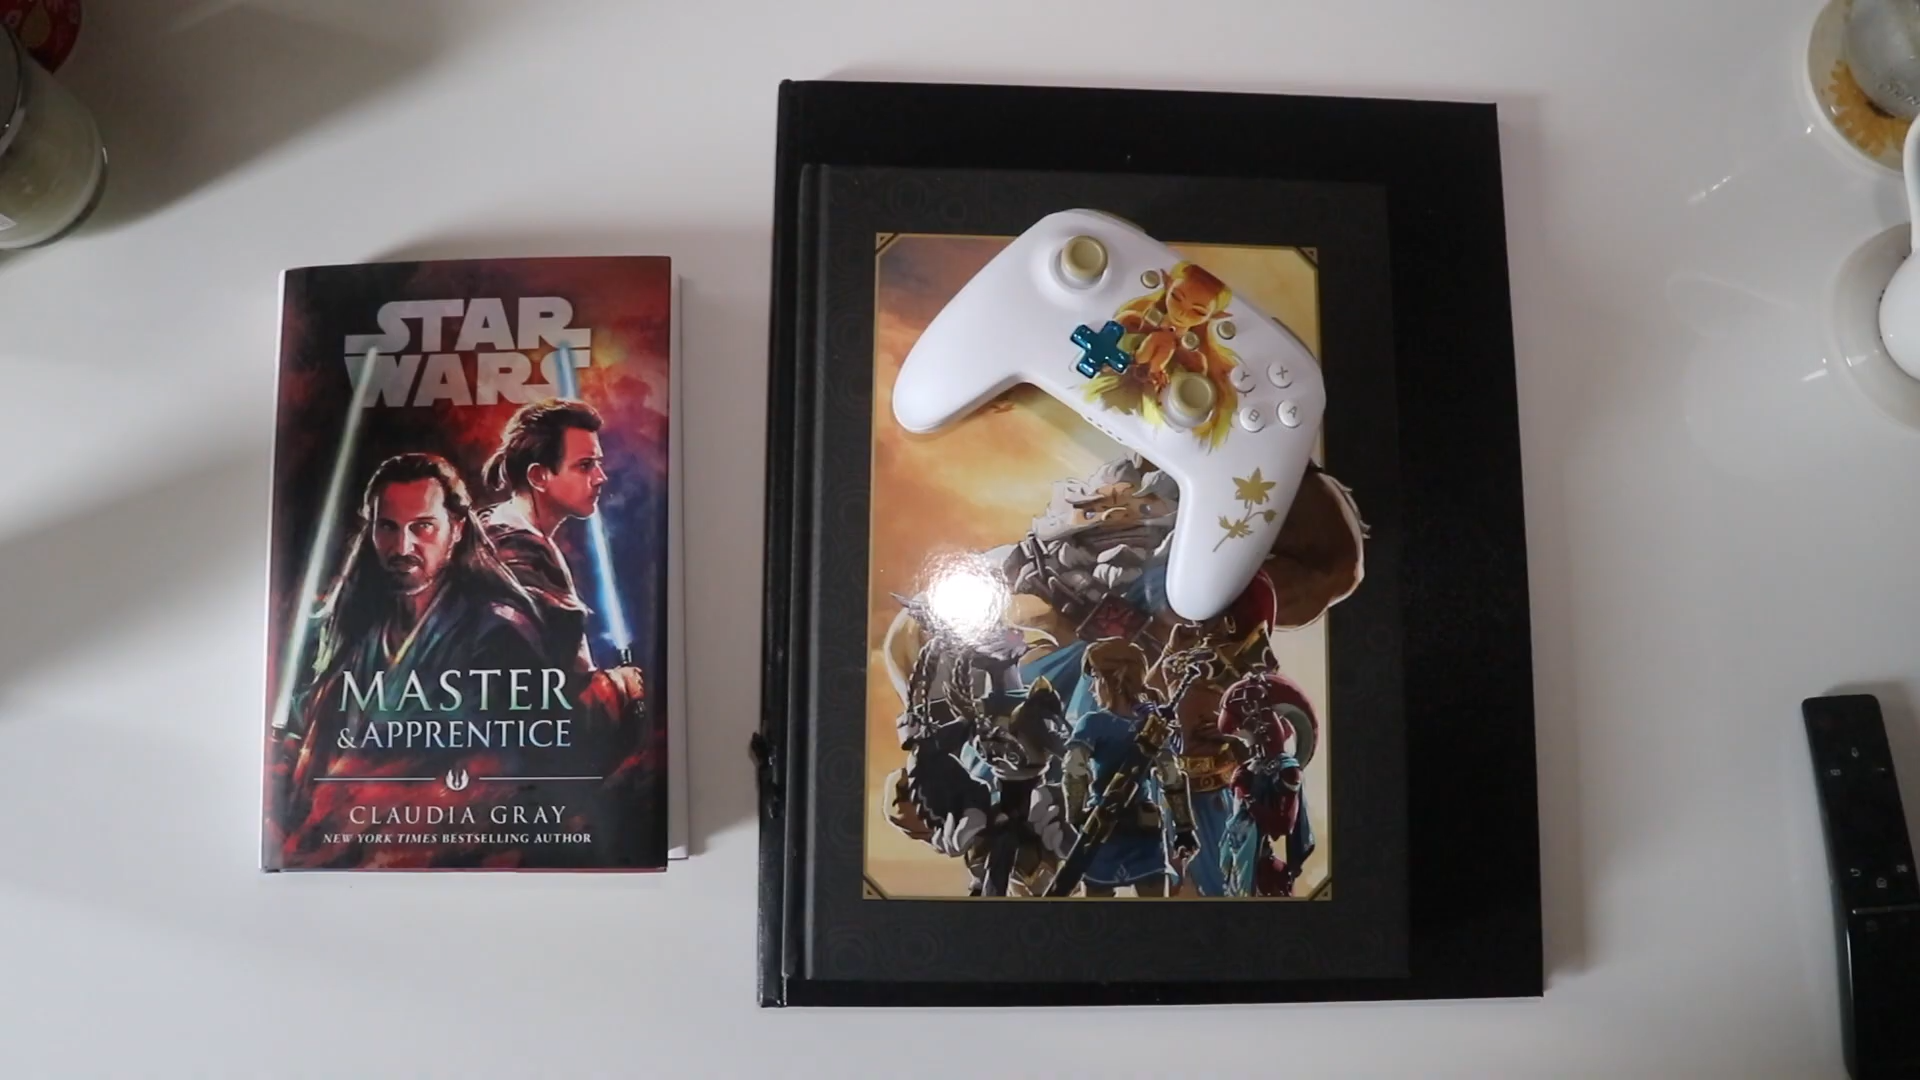 STAR
WARS
MASTER
& APPRENTICE
CLAUDIA GRAY
NEW YORK TIMES BESTSELLING AUTHOR
X
Y
A
B